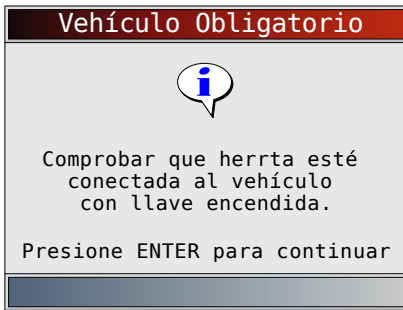 Vehículo Obligatorio
i
Comprobar que herrta esté
conectada al vehículo
con llave encendida.
Presione ENTER para continuar